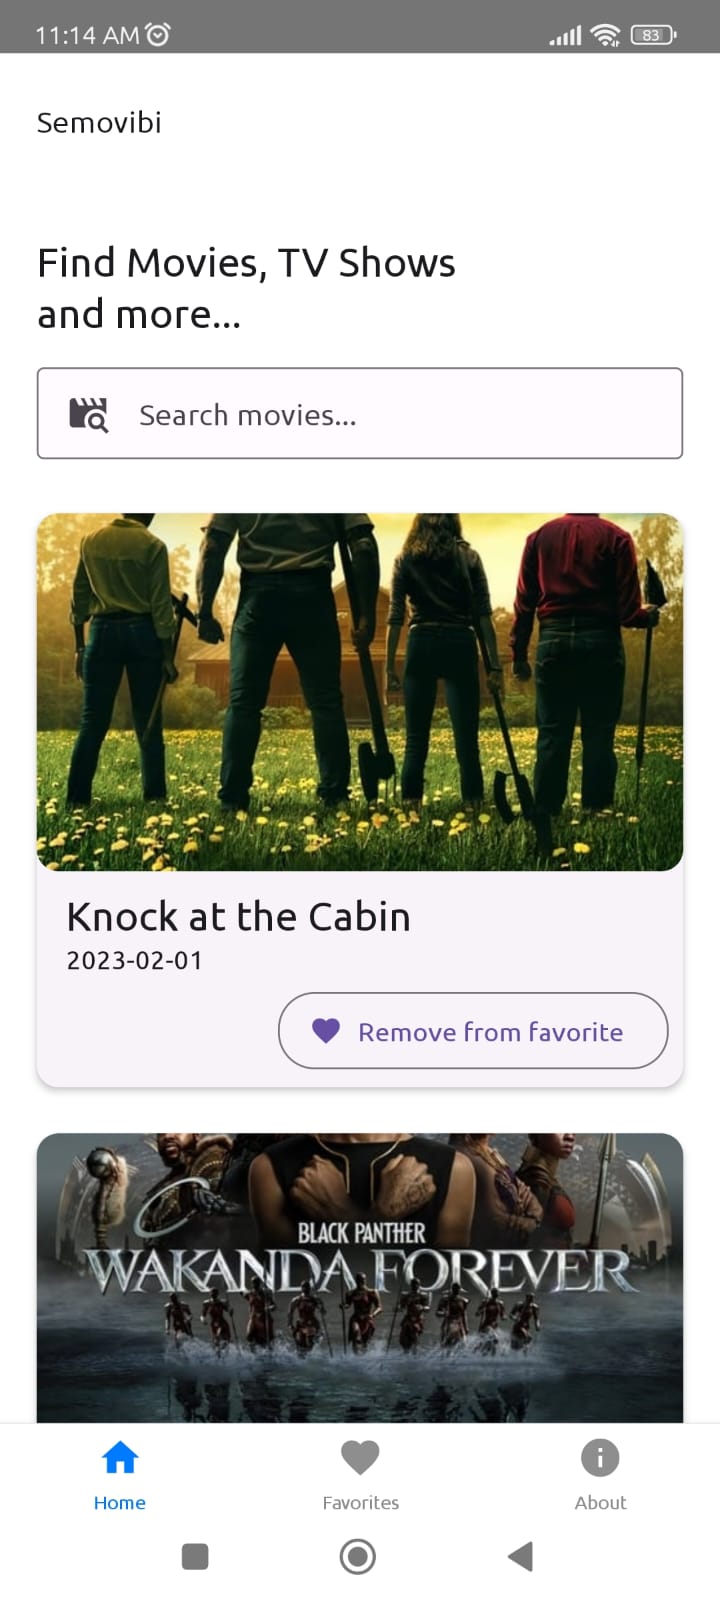 11:14 AM
83
Semovibi
Find Movies, TV Shows
and more...
Search movies...
Knock at the Cabin
2023-02-01
Remove from favorite
BLACK PANTHER
WAKANDA FOREVER
Home
Favorites
About